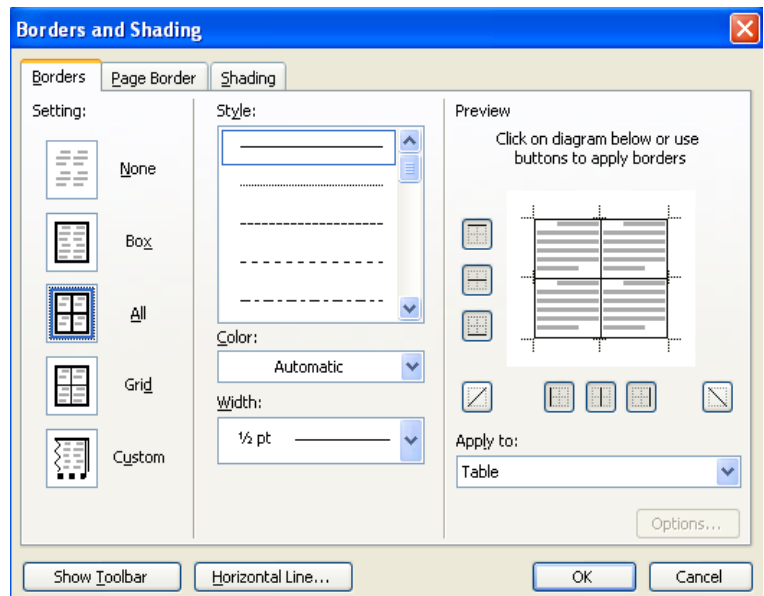 Borders and Shading
Borders
Page Border
Shading
Setting:
None
Box
All
Grid
Custom
Style:
Color:
Automatic
Width:
½ pt
Preview
Click on diagram below or use
buttons to apply borders
Apply to:
Table
Options...
Show Toolbar
Horizontal Line...
OK
Cancel